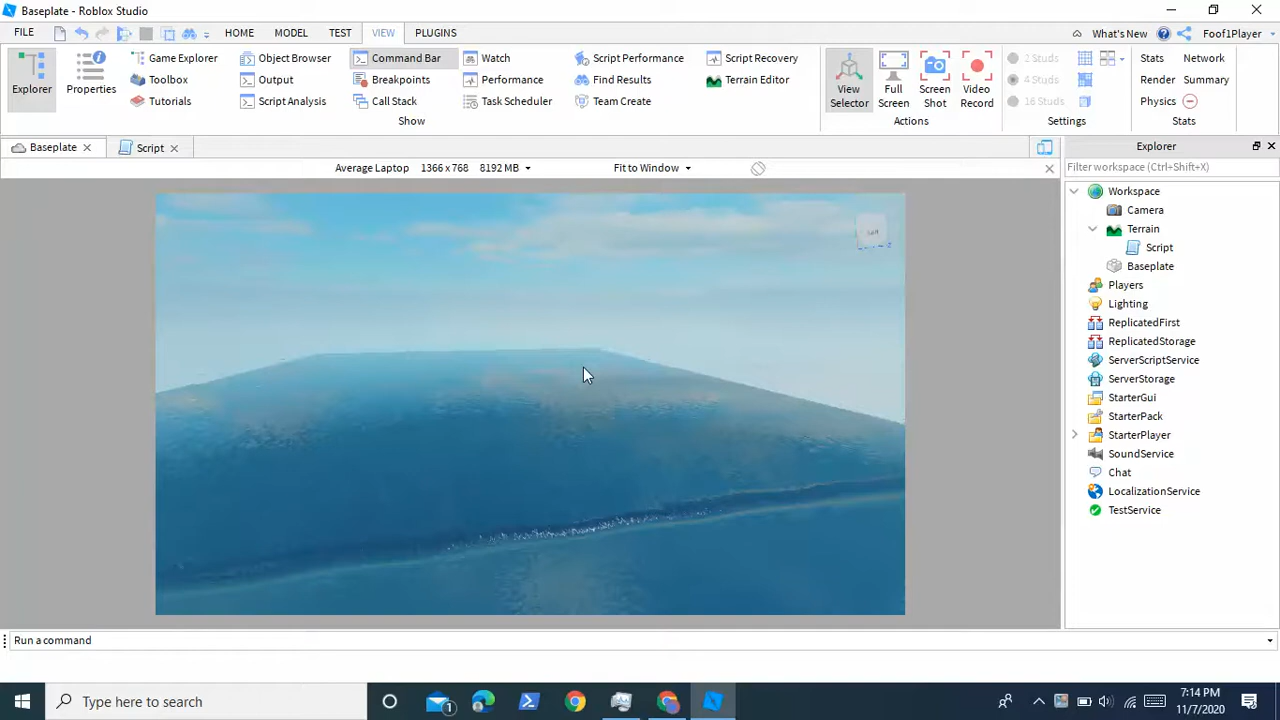 Baseplate - Roblox Studio
FILE HOME MODEL TEST VIEW PLUGINS What's New Foof1Player
Explorer Properties
Game Explorer Object Browser Command Bar Watch Script Performance Script Recovery
Toolbox Output Breakpoints Performance Find Results Terrain Editor
Tutorials Script Analysis Call Stack Task Scheduler Team Create
Show
View Selector Full Screen Screen Shot Video Record
Actions
2 Studs
4 Studs
16 Studs
Settings
Stats Network
Render Summary
Physics
Stats
Baseplate Script
Average Laptop 1366 x 768 8192 MB Fit to Window
Explorer
Filter workspace (Ctrl+Shift+X)
Workspace
Camera
Terrain
Script
Baseplate
Players
Lighting
ReplicatedFirst
ReplicatedStorage
ServerScriptService
ServerStorage
StarterGui
StarterPack
StarterPlayer
SoundService
Chat
LocalizationService
TestService
Run a command
Type here to search
1
7:14 PM
11/7/2020